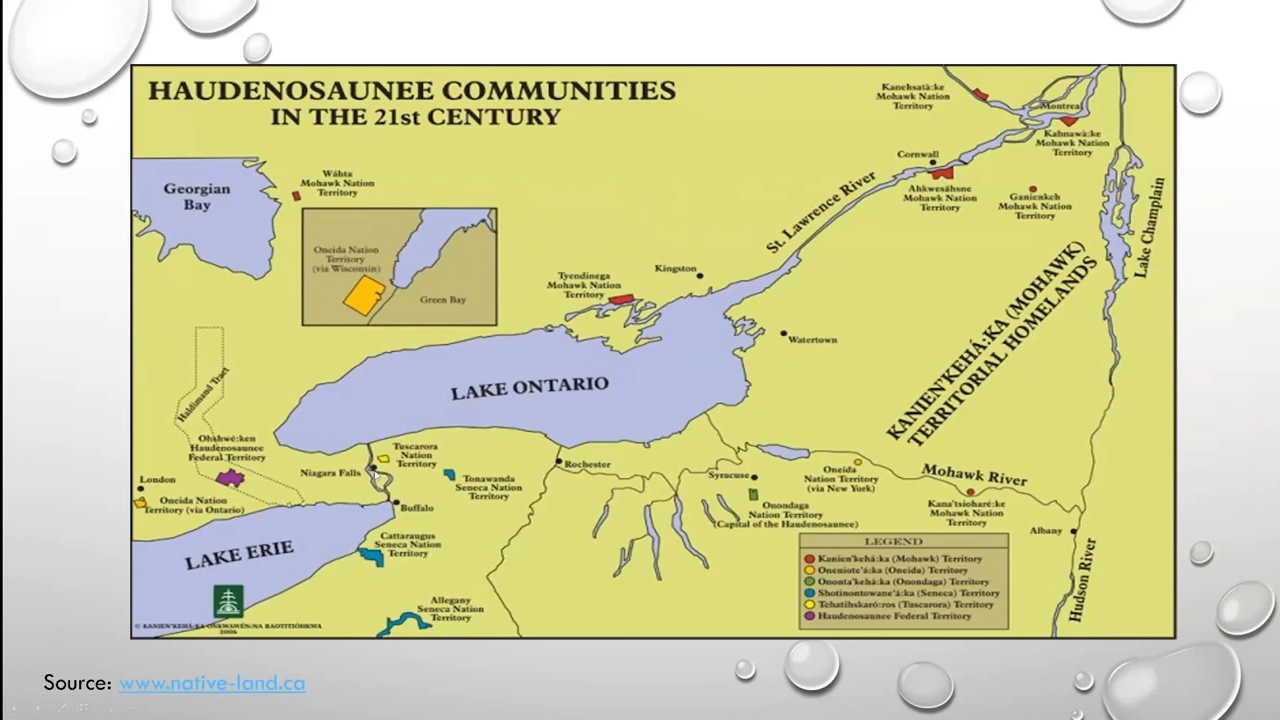 HAUDENOSAUNEE COMMUNITIES
IN THE 21st CENTURY
Kanehsatà:ke
Mohawk Nation
Territory
Montreal
Kahnawà:ke
Mohawk Nation
Territory
Cornwall
Ahkwesáhsne
Mohawk Nation
Territory
Ganienkeh
Mohawk Nation
Territory
Lake Champlain
St. Lawrence River
Georgian
Bay
Wáhta
Mohawk Nation
Territory
Oneida Nation
Territory
(via Wisconsin)
Green Bay
Tyendinega
Mohawk Nation
Territory
Kingston
Watertown
KANIEN'KEHÁ:KA (MOHAWK)
TERRITORIAL HOMELANDS
LAKE ONTARIO
Haldimand Tract
Ohshwé:ken
Haudenosaunee
Federal Territory
London
Oneida Nation
Territory (via Ontario)
Niagara Falls
Tuscarora
Nation
Territory
Tonawanda
Seneca Nation
Territory
Buffalo
Rochester
Syracuse
Onondaga
Nation Territory
(Capital of the Haudenosaunee)
Oneida
Nation Territory
(via New York)
Mohawk River
Kana'tsioharé:ke
Mohawk Nation
Territory
Albany
Hudson River
LAKE ERIE
Cattaraugus
Seneca Nation
Territory
Allegany
Seneca Nation
Territory
LEGEND
Kanien'kehá:ka (Mohawk) Territory
Oneniote'á:ka (Oneida) Territory
Ononta'kehá:ka (Onondaga) Territory
Shotinontowane'á:ka (Seneca) Territory
Tehatihskaró:ros (Tuscarora) Territory
Haudenosaunee Federal Territory
© KANIEN'KEHÁ:KA ONKWAWÉN:NA RAOTITIÓHKWA
2006
Source: www.native-land.ca